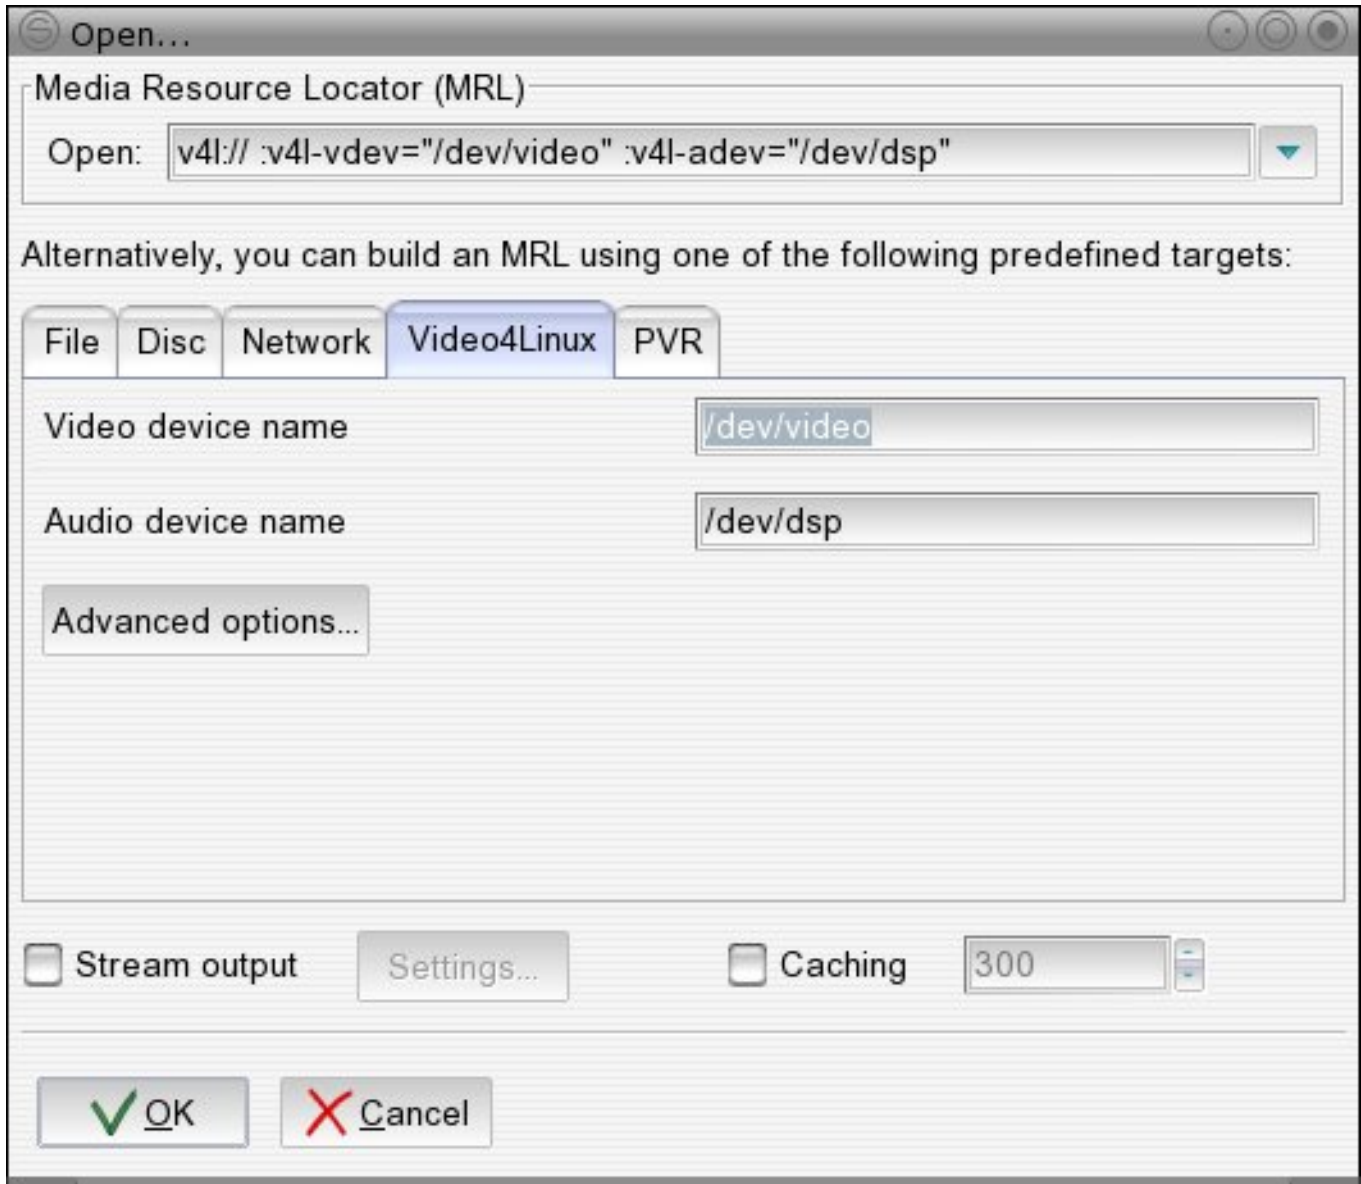 Open...
Media Resource Locator (MRL)
Open: v4l:// :v4l-vdev="/dev/video" :v4l-adev="/dev/dsp"
Alternatively, you can build an MRL using one of the following predefined targets:
File Disc Network Video4Linux PVR
Video device name /dev/video
Audio device name /dev/dsp
Advanced options...
Stream output Settings... Caching 300
OK Cancel